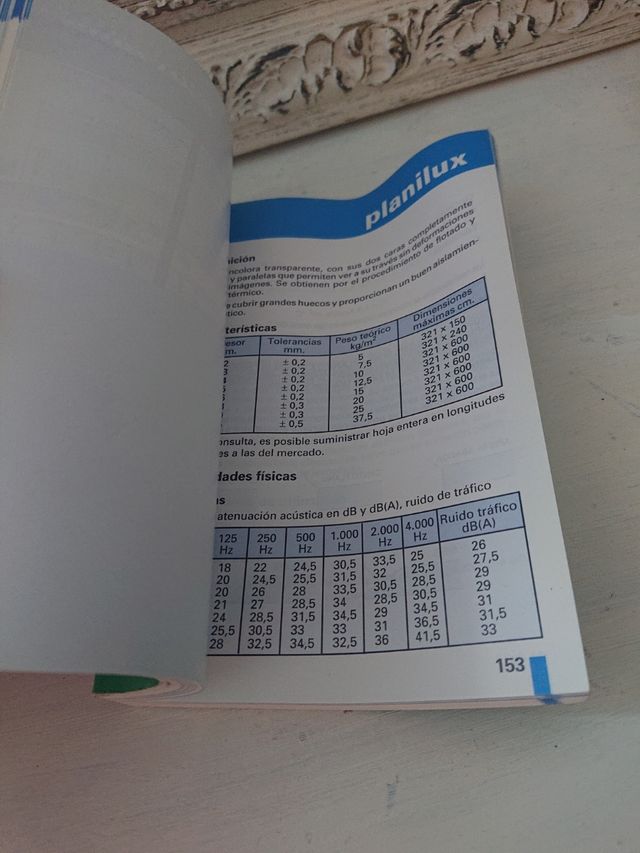 planilux
nición
ncolora transparente, con sus dos caras completamente
y paralelas que permiten ver a su través sin deformaciones
imágenes. Se obtienen por el procedimiento de flotado y
térmico.
e cubrir grandes huecos y proporcionan un buen aislamien-
tico.
terísticas
esor Tolerancias Peso teórico Dimensiones
m. mm. kg/m² máximas cm.
2 ± 0,2 5 321 x 150
3 ± 0,2 7,5 321 x 240
± 0,2 10 321 x 600
± 0,2 12,5 321 x 600
± 0,2 15 321 x 600
± 0,3 20 321 x 600
± 0,3 25 321 x 600
± 0,5 37,5 321 x 600
onsulta, es posible suministrar hoja entera en longitudes
es a las del mercado.
dades físicas
as
atenuación acústica en dB y dB(A), ruido de tráfico
125 250 500 1.000 2.000 4.000 Ruido tráfico
Hz Hz Hz Hz Hz Hz dB(A)
18 22 24,5 30,5 33,5 25 26
20 24,5 25,5 31,5 32 25,5 27,5
20 26 28 33,5 30,5 28,5 29
21 27 28,5 34 28,5 30,5 29
24 28,5 31,5 34,5 29 34,5 31
25,5 30,5 33 33 31 36,5 31,5
28 32,5 34,5 32,5 36 41,5 33
153